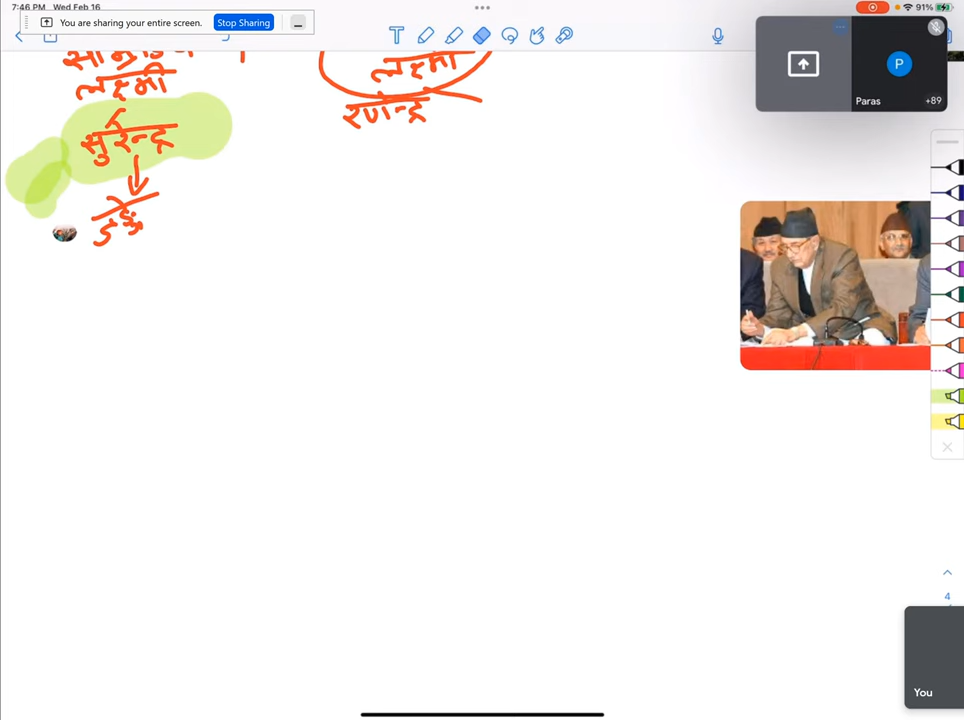 7:46 PM Wed Feb 16
91%
You are sharing your entire screen.
Stop Sharing
T
P
Paras
+89
लक्ष्मी
लक्ष्मी
रणेन्द्र
सुरेन्द्र
4
You